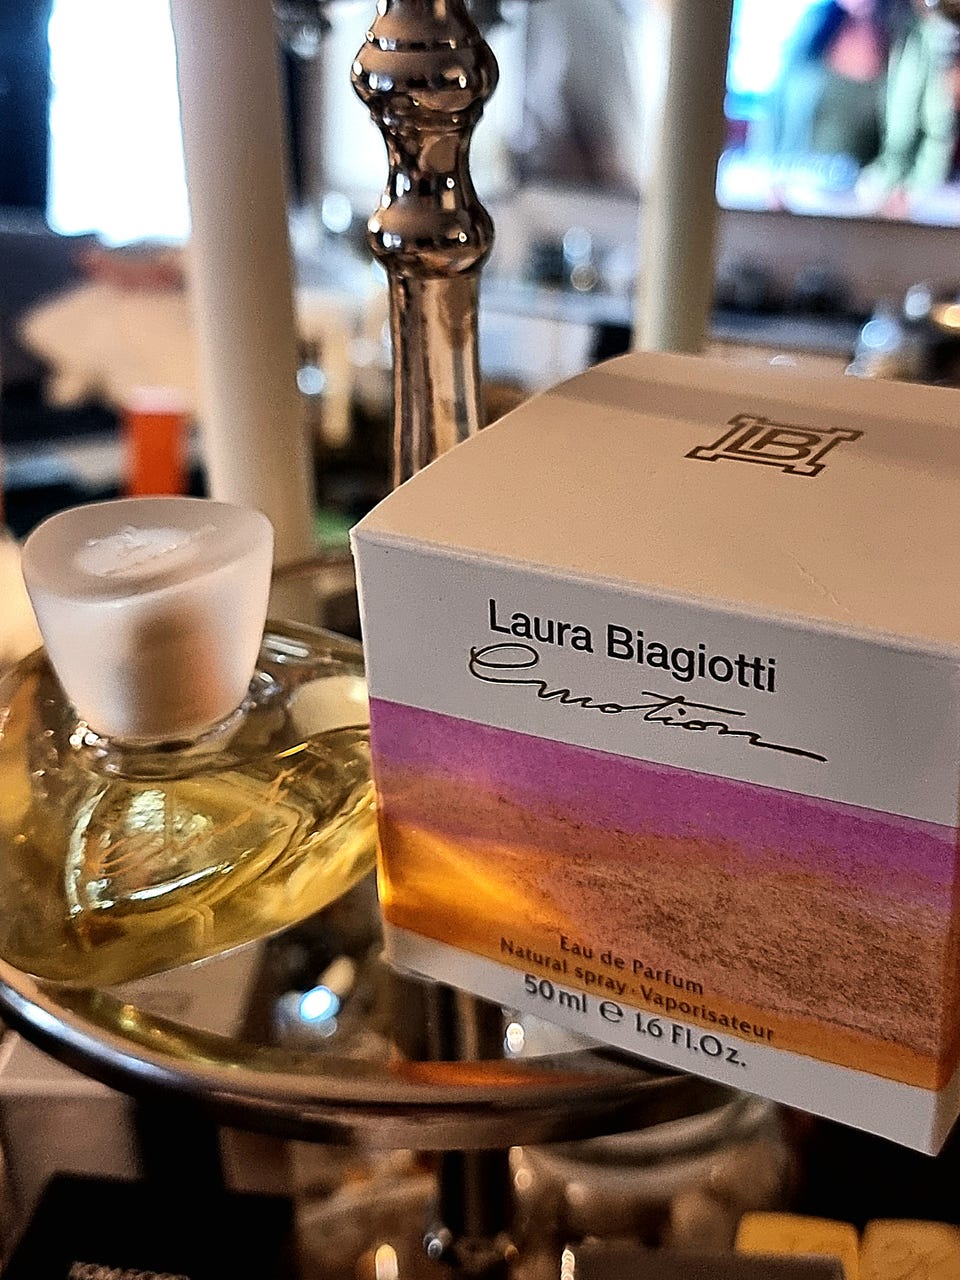 LB
Laura Biagiotti
emotion
Eau de Parfum
Natural spray · Vaporisateur
50 ml ℮ 1.6 Fl.Oz.